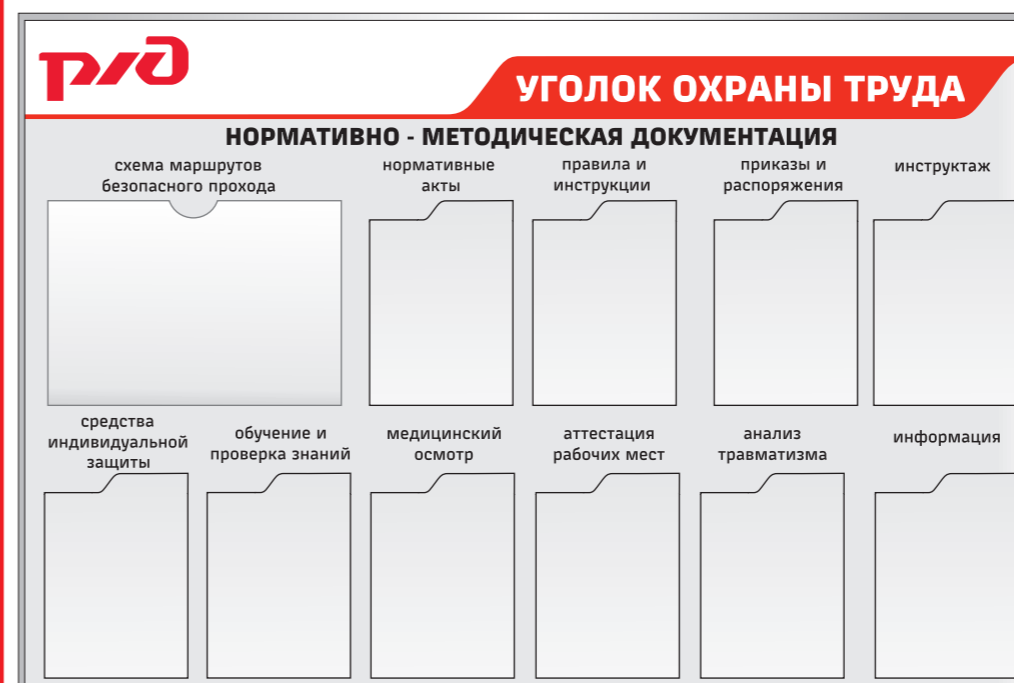 ржд
УГОЛОК ОХРАНЫ ТРУДА
НОРМАТИВНО - МЕТОДИЧЕСКАЯ ДОКУМЕНТАЦИЯ
схема маршрутов
безопасного прохода
нормативные
акты
правила и
инструкции
приказы и
распоряжения
инструктаж
средства
индивидуальной
защиты
обучение и
проверка знаний
медицинский
осмотр
аттестация
рабочих мест
анализ
травматизма
информация